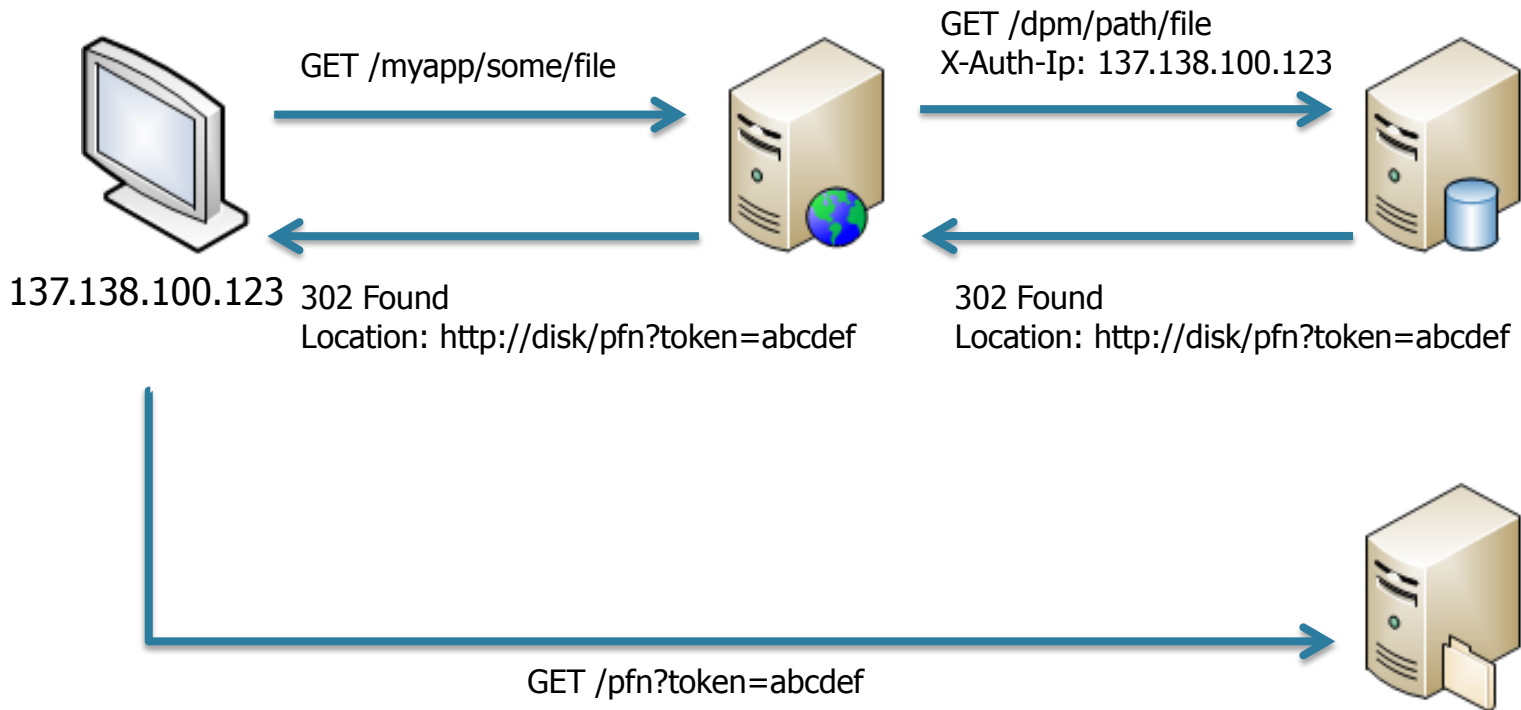 GET /myapp/some/file
GET /dpm/path/file
X-Auth-Ip: 137.138.100.123
137.138.100.123
302 Found
Location: http://disk/pfn?token=abcdef
302 Found
Location: http://disk/pfn?token=abcdef
GET /pfn?token=abcdef